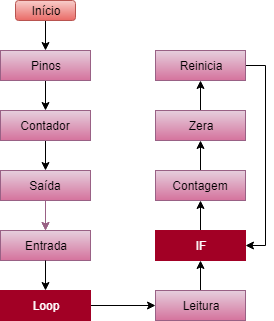 Início
Pinos
Contador
Saída
Entrada
Loop
Leitura
IF
Contagem
Zera
Reinicia